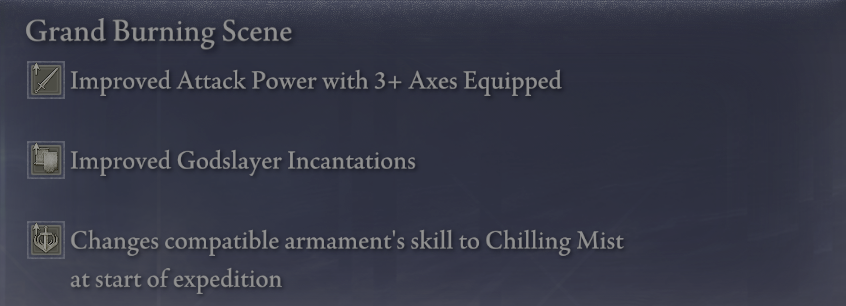 Grand Burning Scene
Improved Attack Power with 3+ Axes Equipped
Improved Godslayer Incantations
Changes compatible armament's skill to Chilling Mist
at start of expedition